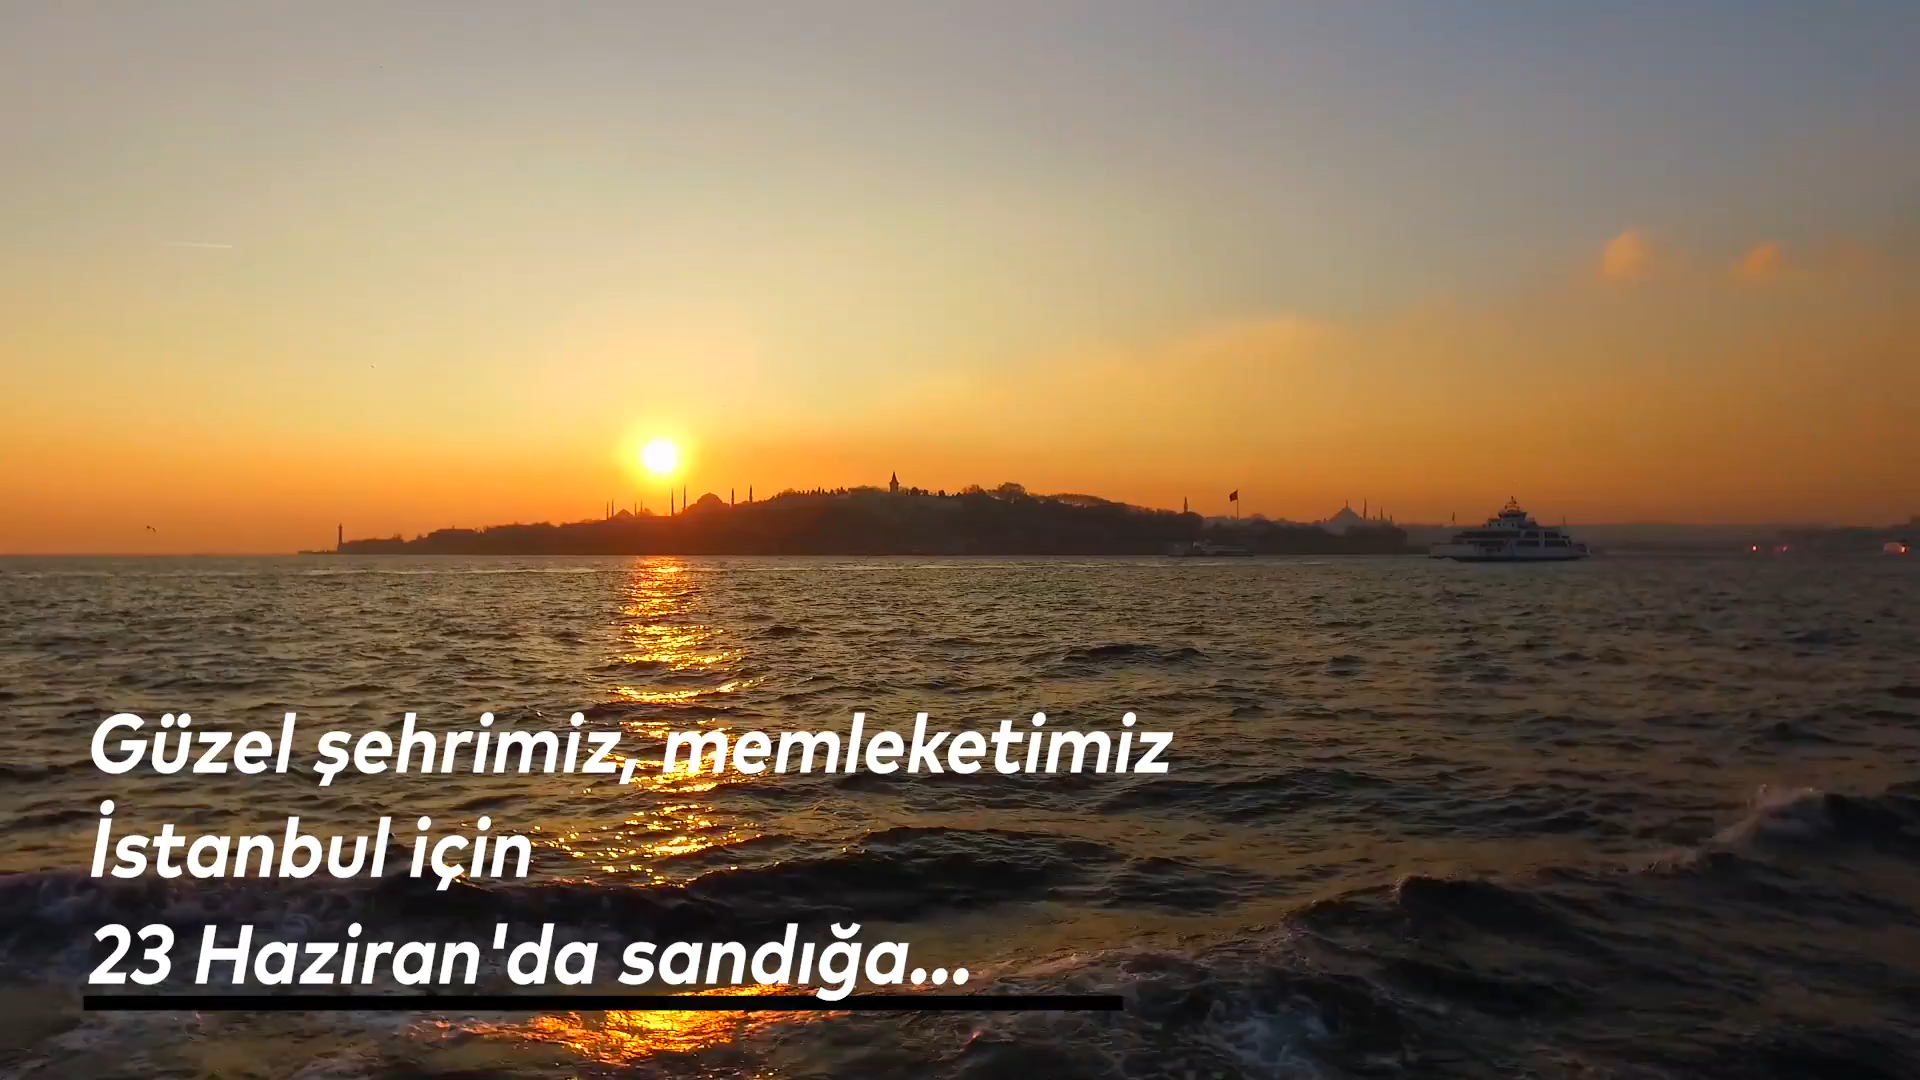 Güzel şehrimiz, memleketimiz
İstanbul için
23 Haziran'da sandığa...